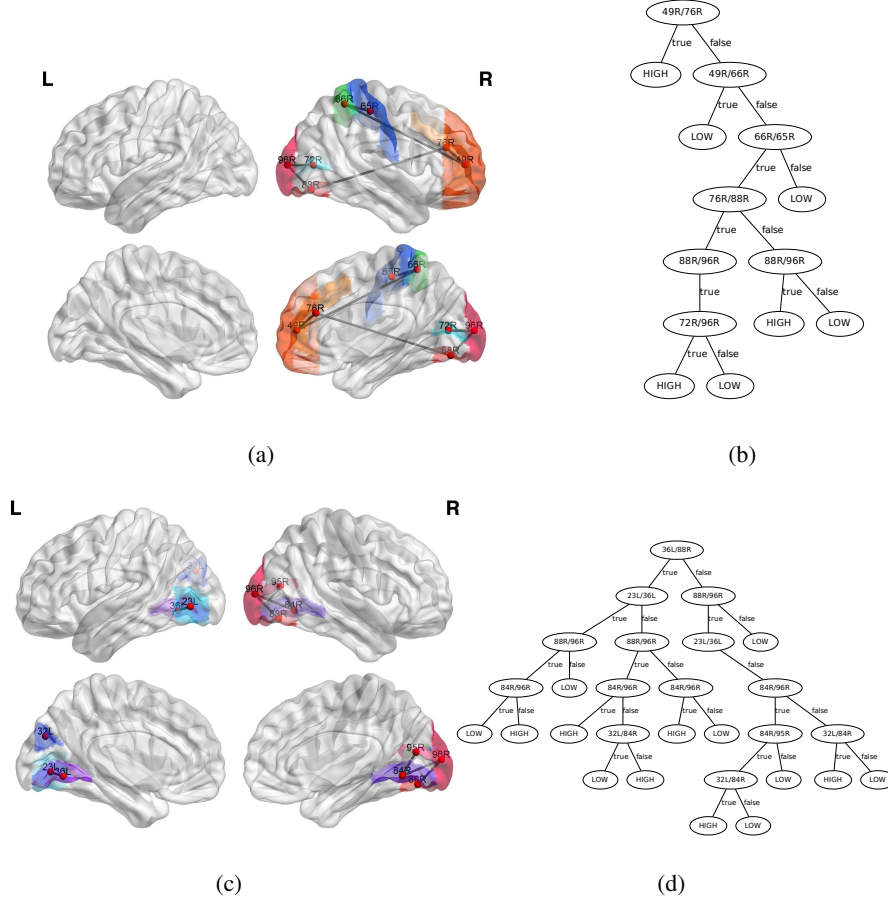 L
R
66R
65R
76R
49R
96R
72R
88R
65R
66R
76R
49R
72R
96R
88R
(a)
49R/76R
true
false
HIGH
49R/66R
true
false
LOW
66R/65R
true
false
76R/88R
LOW
true
false
88R/96R
88R/96R
true
true
false
72R/96R
HIGH
LOW
true
false
HIGH
LOW
(b)
L
R
36L
23L
95R
96R
84R
88R
32L
23L
36L
95R
96R
84R
88R
(c)
36L/88R
true
false
23L/36L
88R/96R
true
false
true
false
88R/96R
88R/96R
23L/36L
LOW
true
false
true
false
false
84R/96R
LOW
84R/96R
84R/96R
84R/96R
true
false
true
false
true
false
true
false
LOW
HIGH
HIGH
32L/84R
HIGH
LOW
84R/95R
32L/84R
true
false
true
false
true
false
LOW
HIGH
32L/84R
LOW
HIGH
LOW
true
false
HIGH
LOW
(d)